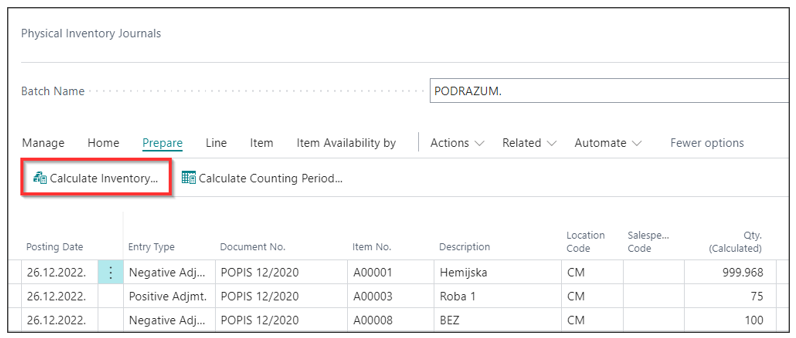 Physical Inventory Journals
Batch Name PODRAZUM.
Manage Home Prepare Line Item Item Availability by Actions Related Automate Fewer options
Calculate Inventory... Calculate Counting Period...
Posting Date Entry Type Document No. Item No. Description Location Code Salespe... Code Qty. (Calculated)
26.12.2022. Negative Adj... POPIS 12/2020 A00001 Hemijska CM 999.968
26.12.2022. Positive Adjmt. POPIS 12/2020 A00003 Roba 1 CM 75
26.12.2022. Negative Adj... POPIS 12/2020 A00008 BEZ CM 100